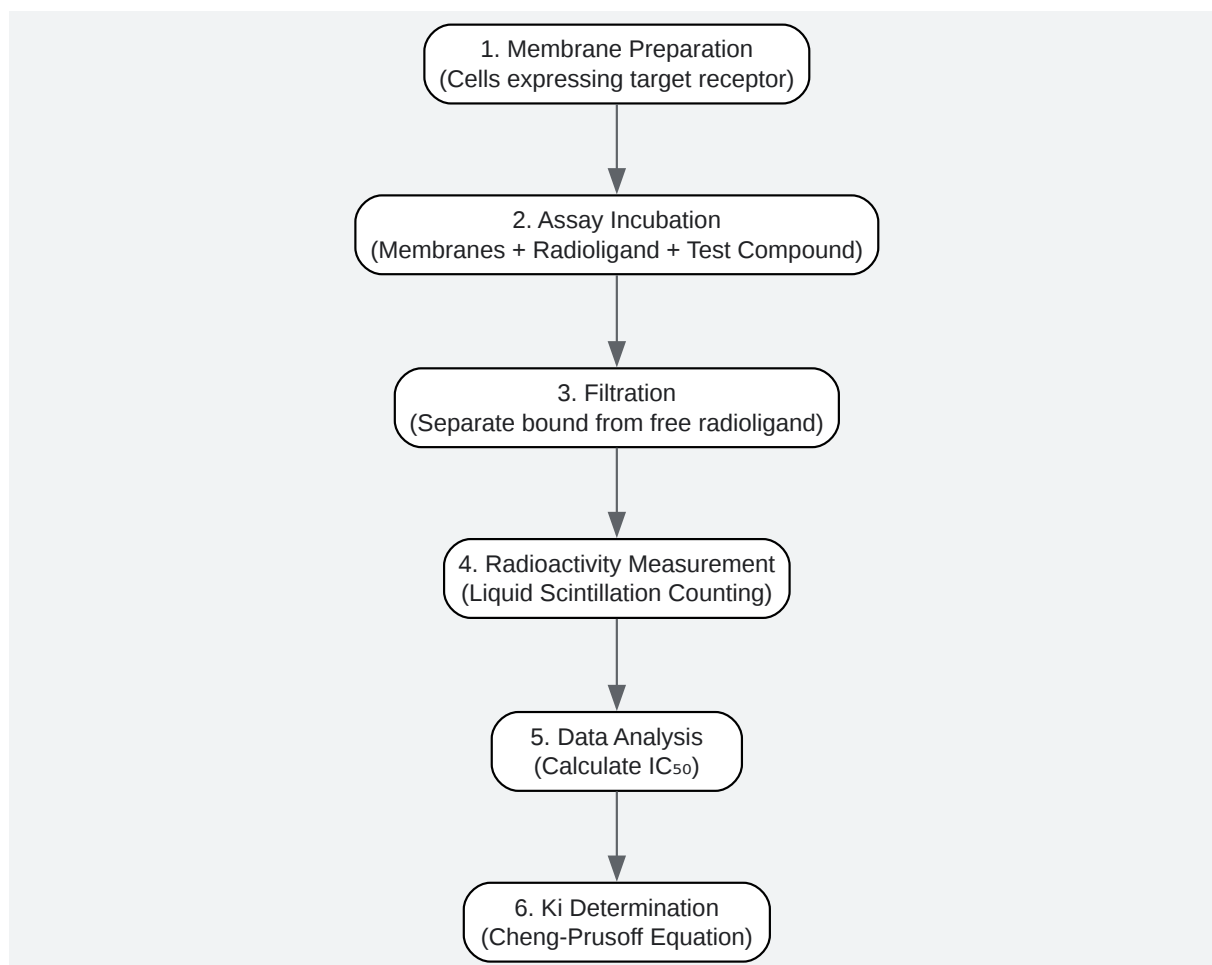 1. Membrane Preparation
(Cells expressing target receptor)
2. Assay Incubation
(Membranes + Radioligand + Test Compound)
3. Filtration
(Separate bound from free radioligand)
4. Radioactivity Measurement
(Liquid Scintillation Counting)
5. Data Analysis
(Calculate IC₅₀)
6. Ki Determination
(Cheng-Prusoff Equation)